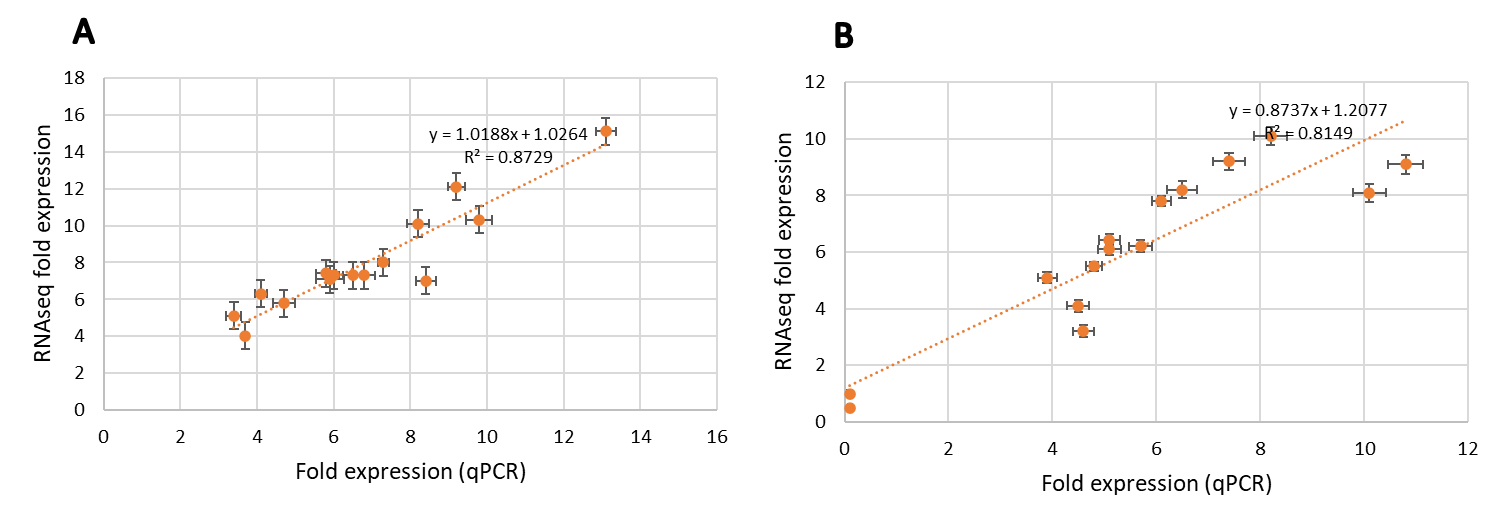 A
18
16
14
12
10
8
6
4
2
0
y = 1.0188x + 1.0264
R² = 0.8729
RNAseq fold expression
0 2 4 6 8 10 12 14 16
Fold expression (qPCR)
B
12
10
8
6
4
2
0
y = 0.8737x + 1.2077
R² = 0.8149
RNAseq fold expression
0 2 4 6 8 10 12
Fold expression (qPCR)